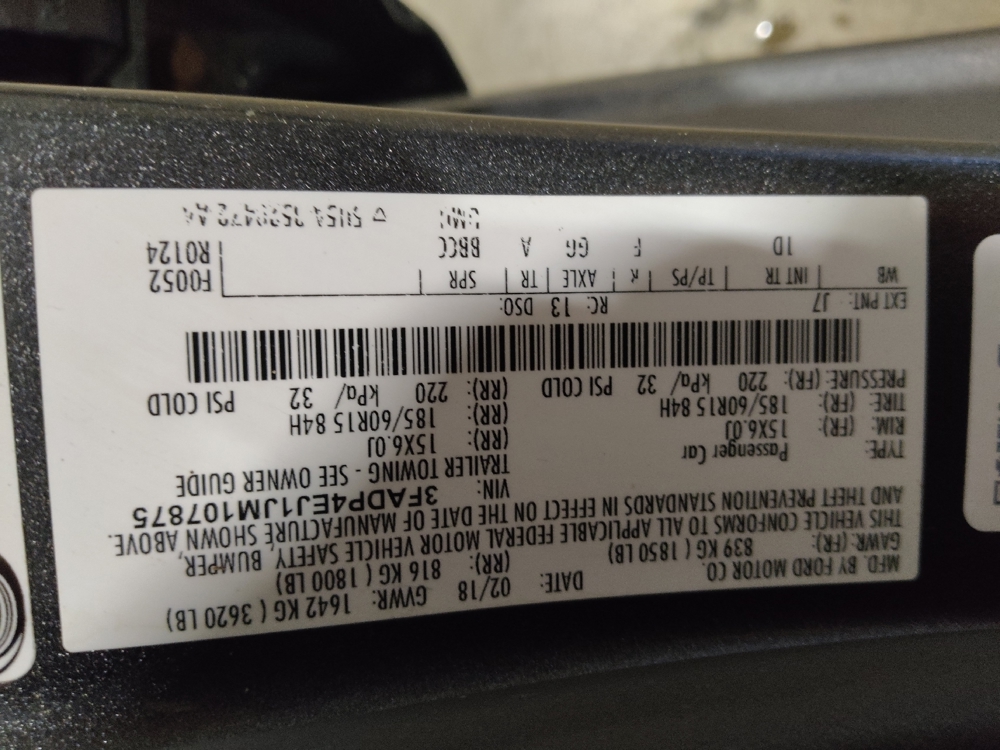 MFD. BY FORD MOTOR CO.
DATE: 02/18 GVWR: 1642 KG ( 3620 LB)
GAWR: (FR): 839 KG ( 1850 LB) (RR): 816 KG ( 1800 LB)
THIS VEHICLE CONFORMS TO ALL APPLICABLE FEDERAL MOTOR VEHICLE SAFETY, BUMPER,
AND THEFT PREVENTION STANDARDS IN EFFECT ON THE DATE OF MANUFACTURE SHOWN ABOVE.
VIN: 3FADP4EJ1JM107875
TYPE: Passenger Car TRAILER TOWING - SEE OWNER GUIDE
RIM: (FR): 15X6.0J (RR): 15X6.0J
TIRE: (FR): 185/60R15 84H (RR): 185/60R15 84H
PRESSURE: (FR): 220 kPa/ 32 PSI COLD (RR): 220 kPa/ 32 PSI COLD
EXT PNT: J7 RC: 13 DSO:
WB INT TR TP/PS R AXLE TR SPR F0052
1D F GG A BBCC R0124